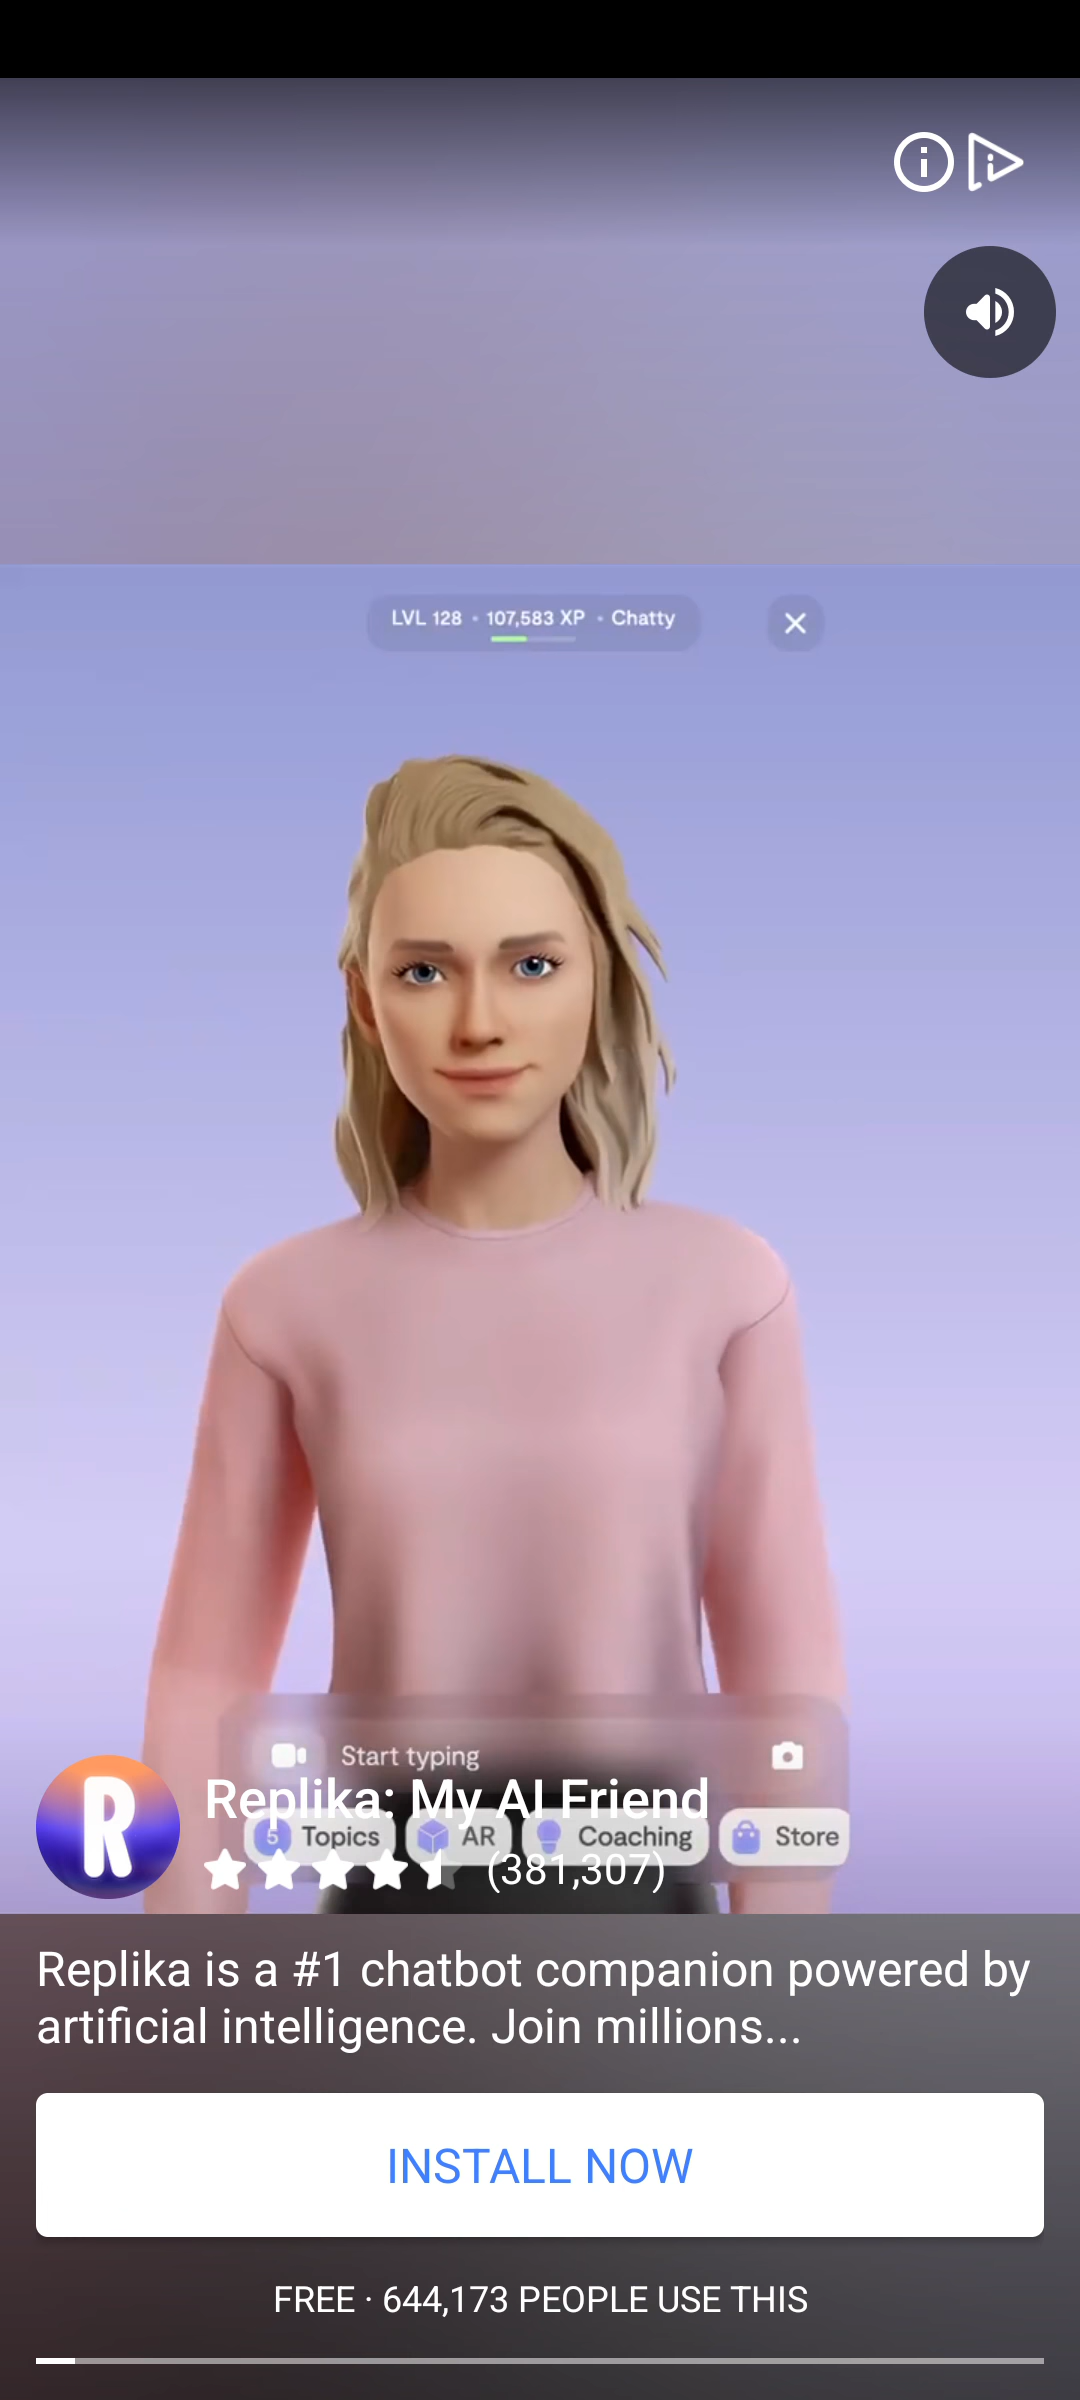 LVL 128 • 107,583 XP • Chatty
Start typing
Replika: My AI Friend
5 Topics AR Coaching Store
(381,307)
Replika is a #1 chatbot companion powered by
artificial intelligence. Join millions...
INSTALL NOW
FREE · 644,173 PEOPLE USE THIS